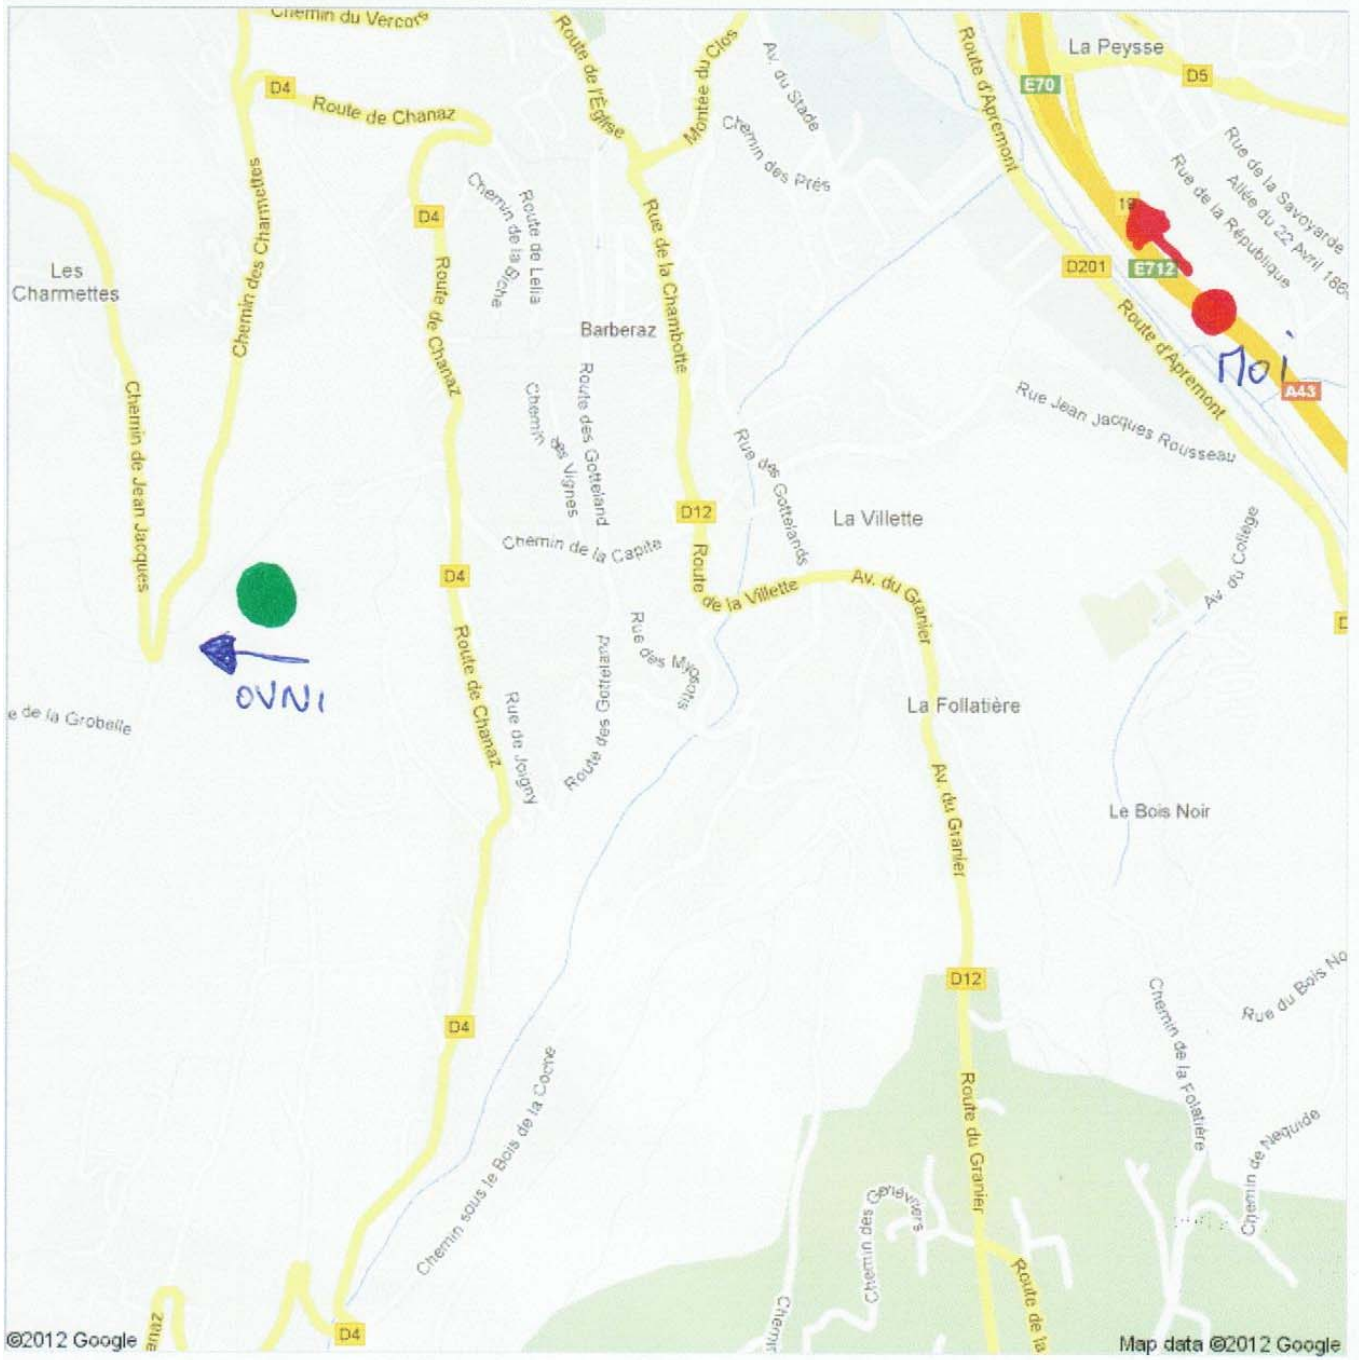 Chemin du Vercors
D4
Route de Chanaz
Route de l'Église
Montée du Clos
Av. du Stade
Chemin des Prés
Route d'Apremont
E70
La Peysse
D5
Rue de la Savoyarde
Allée du 22 Avril 186
Rue de la République
Les
Charmettes
Chemin des Charmettes
D4
Chemin de la Biche
Route de Lelia
Route de Chanaz
Rue de la Chambotte
Barberaz
D201
E712
Route d'Apremont
MOI
A43
Chemin de Jean Jacques
Chemin des Vignes
Route des Gotteland
Rue des Gottelands
Rue Jean Jacques Rousseau
D12
La Villette
Chemin de la Capite
D4
Route de la Villette
Av. du Granier
Av. du Collège
OVNI
Route de Chanaz
Rue des Myosotis
Route des Gotteland
Rue de Joigny
e de la Grobelle
La Follatière
Av. du Granier
Le Bois Noir
D12
D4
Rue du Bois No
Chemin de la Folatière
Chemin sous le Bois de la Coche
Route du Granier
Chemin de Nequide
Chemin des Genévriers
Route de la
Chemin
D4
©2012 Google
Map data ©2012 Google